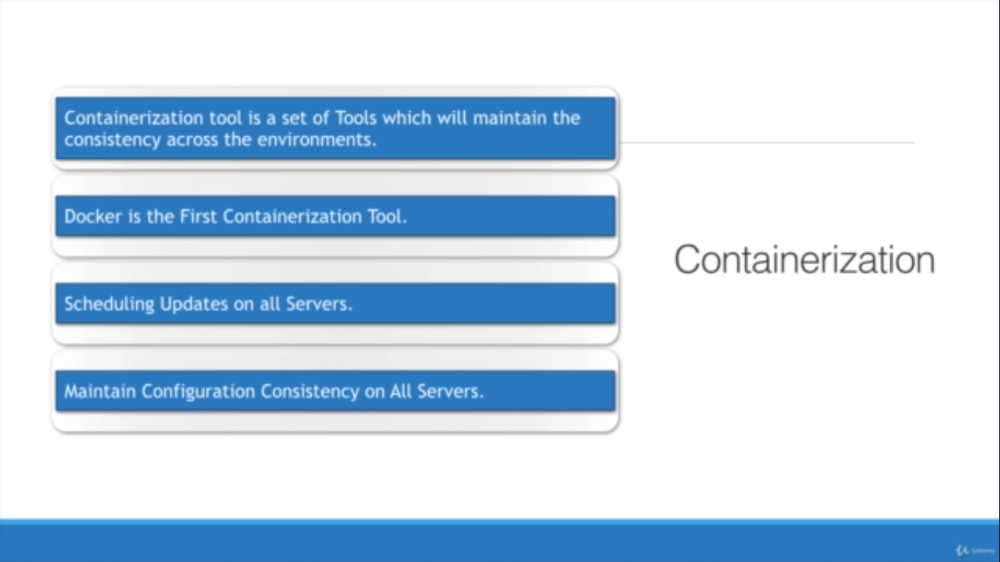 Containerization tool is a set of Tools which will maintain the
consistency across the environments.
Docker is the First Containerization Tool.
Scheduling Updates on all Servers.
Maintain Configuration Consistency on All Servers.
Containerization
Udemy